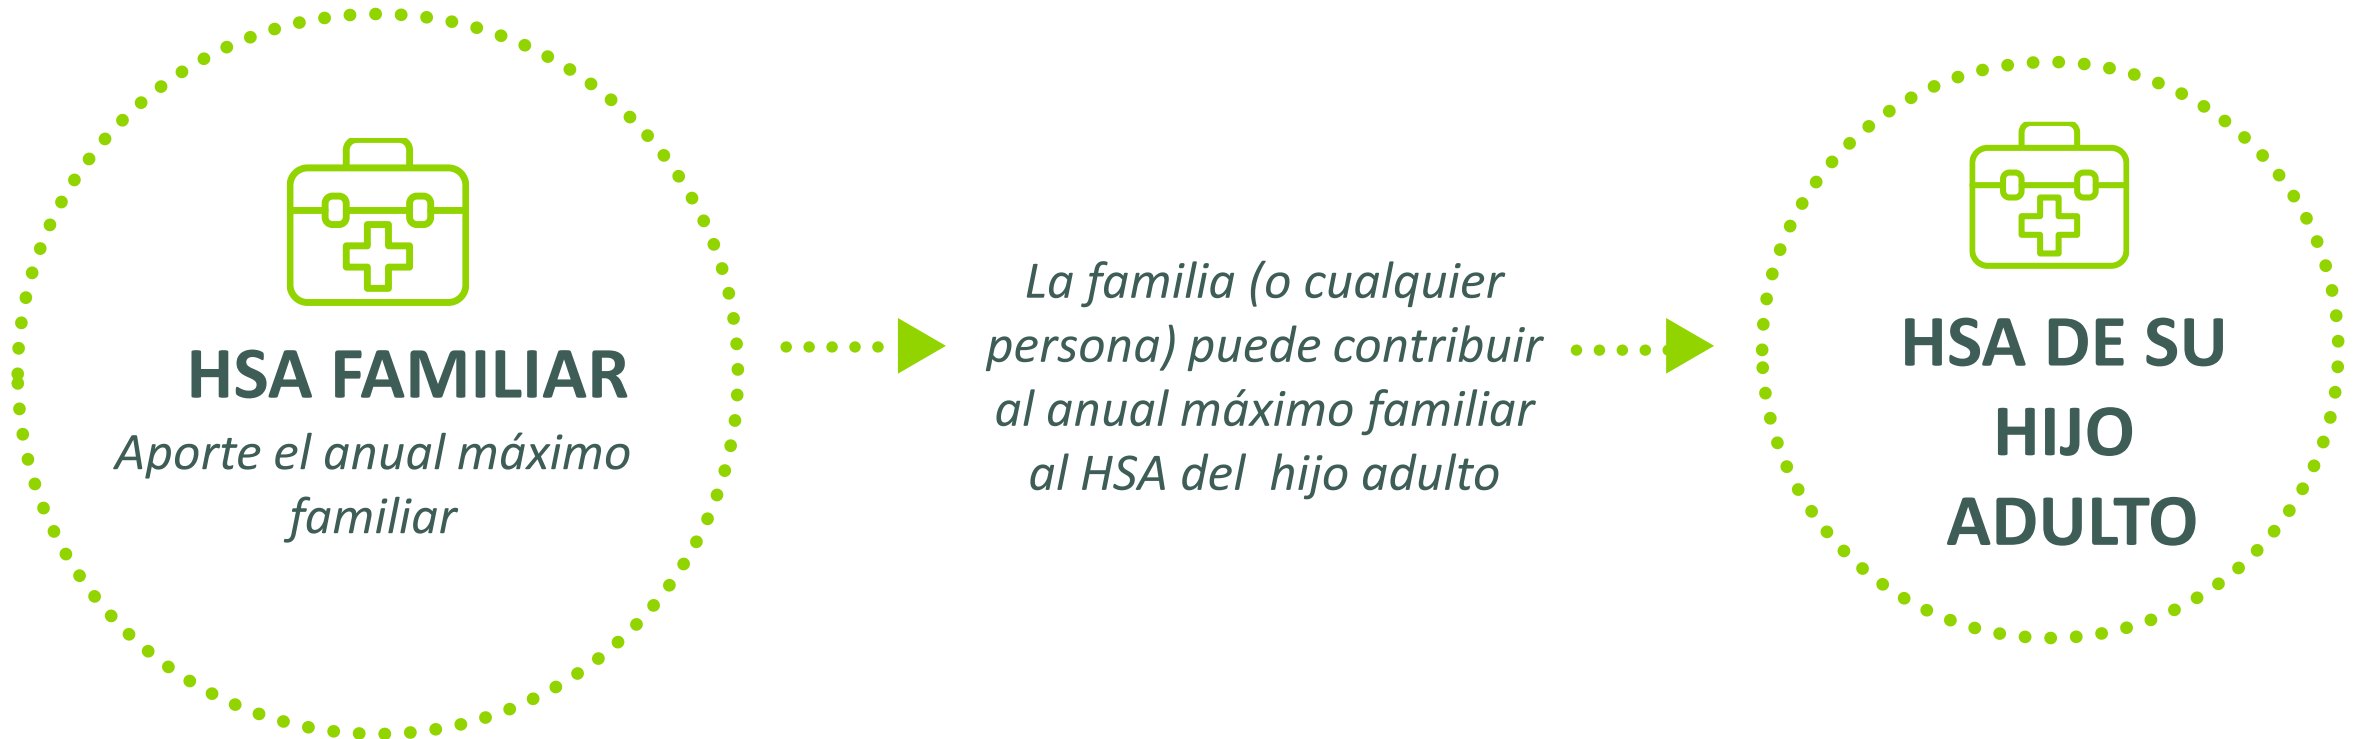 HSA FAMILIAR
Aporte el anual máximo
familiar
La familia (o cualquier
persona) puede contribuir
al anual máximo familiar
al HSA del  hijo adulto
HSA DE SU
HIJO
ADULTO